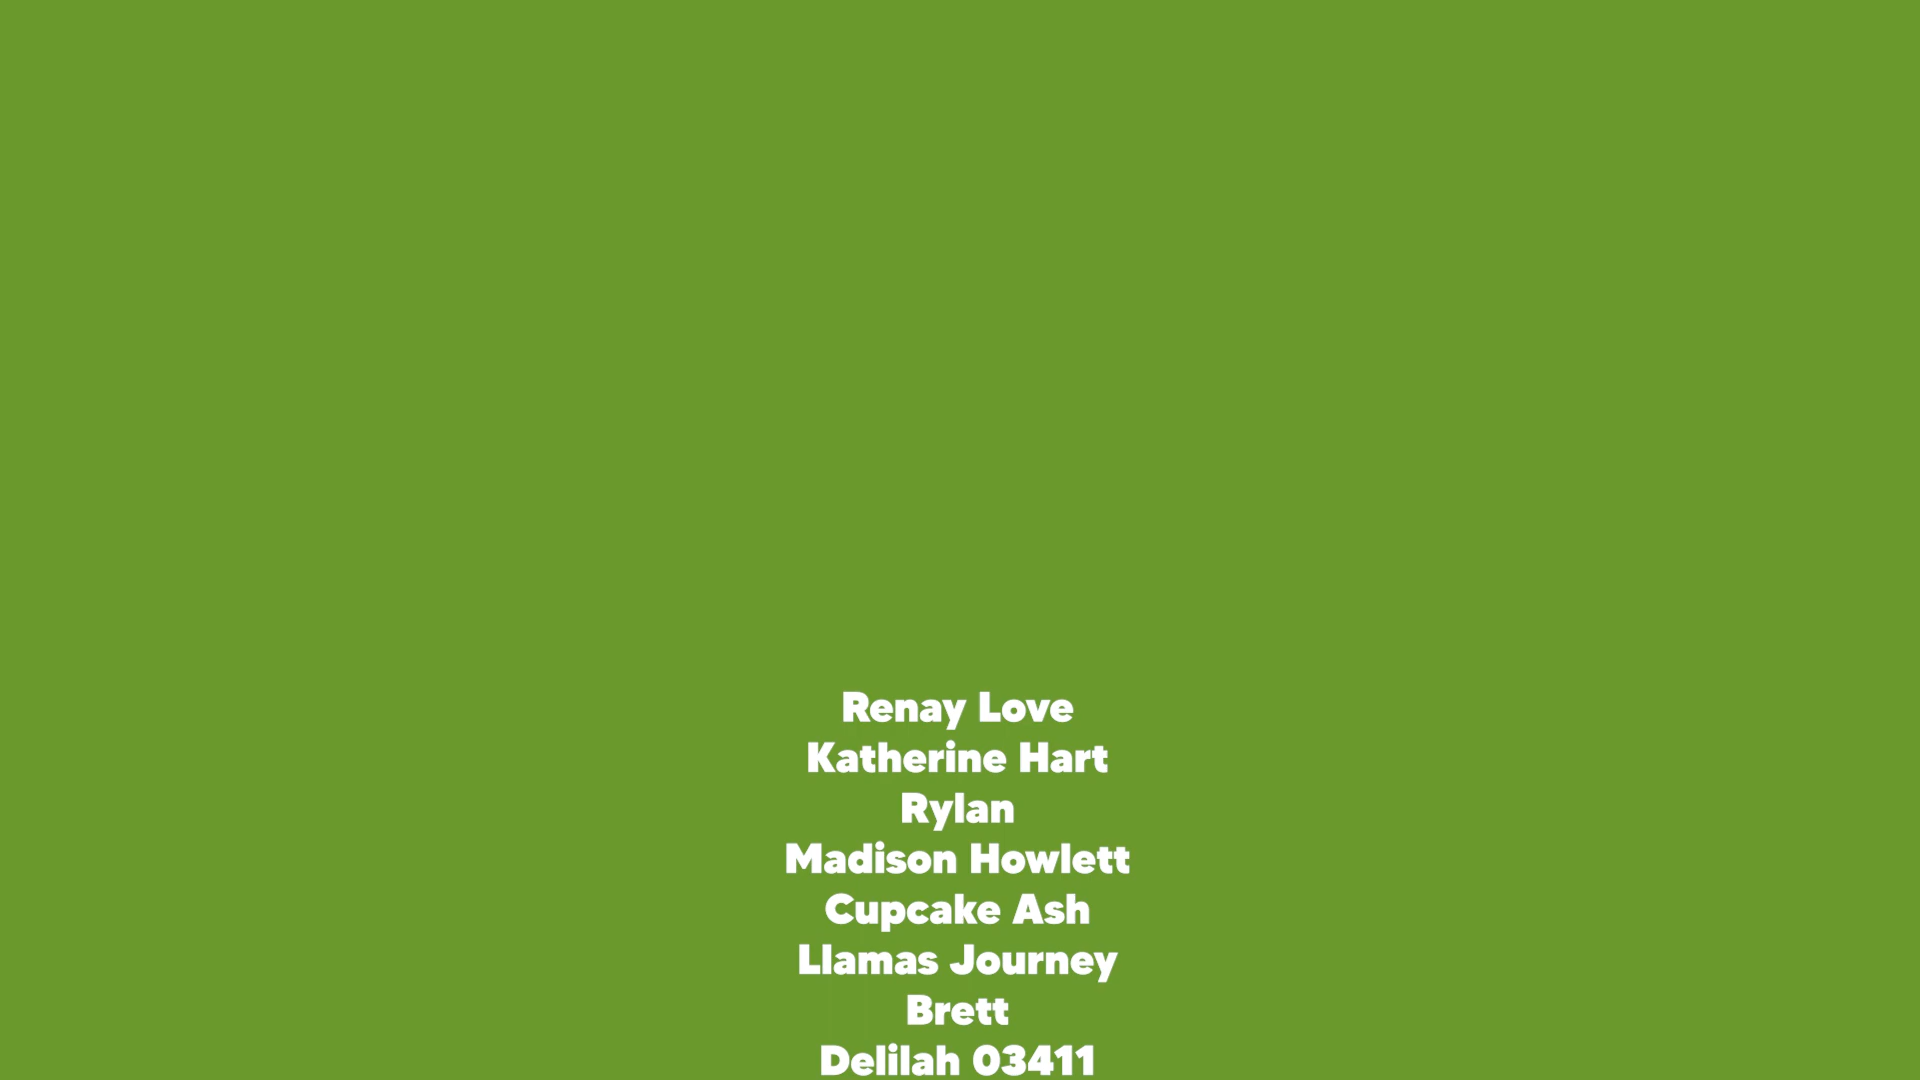 Renay Love
Katherine Hart
Rylan
Madison Howlett
Cupcake Ash
Llamas Journey
Brett
Delilah 03411